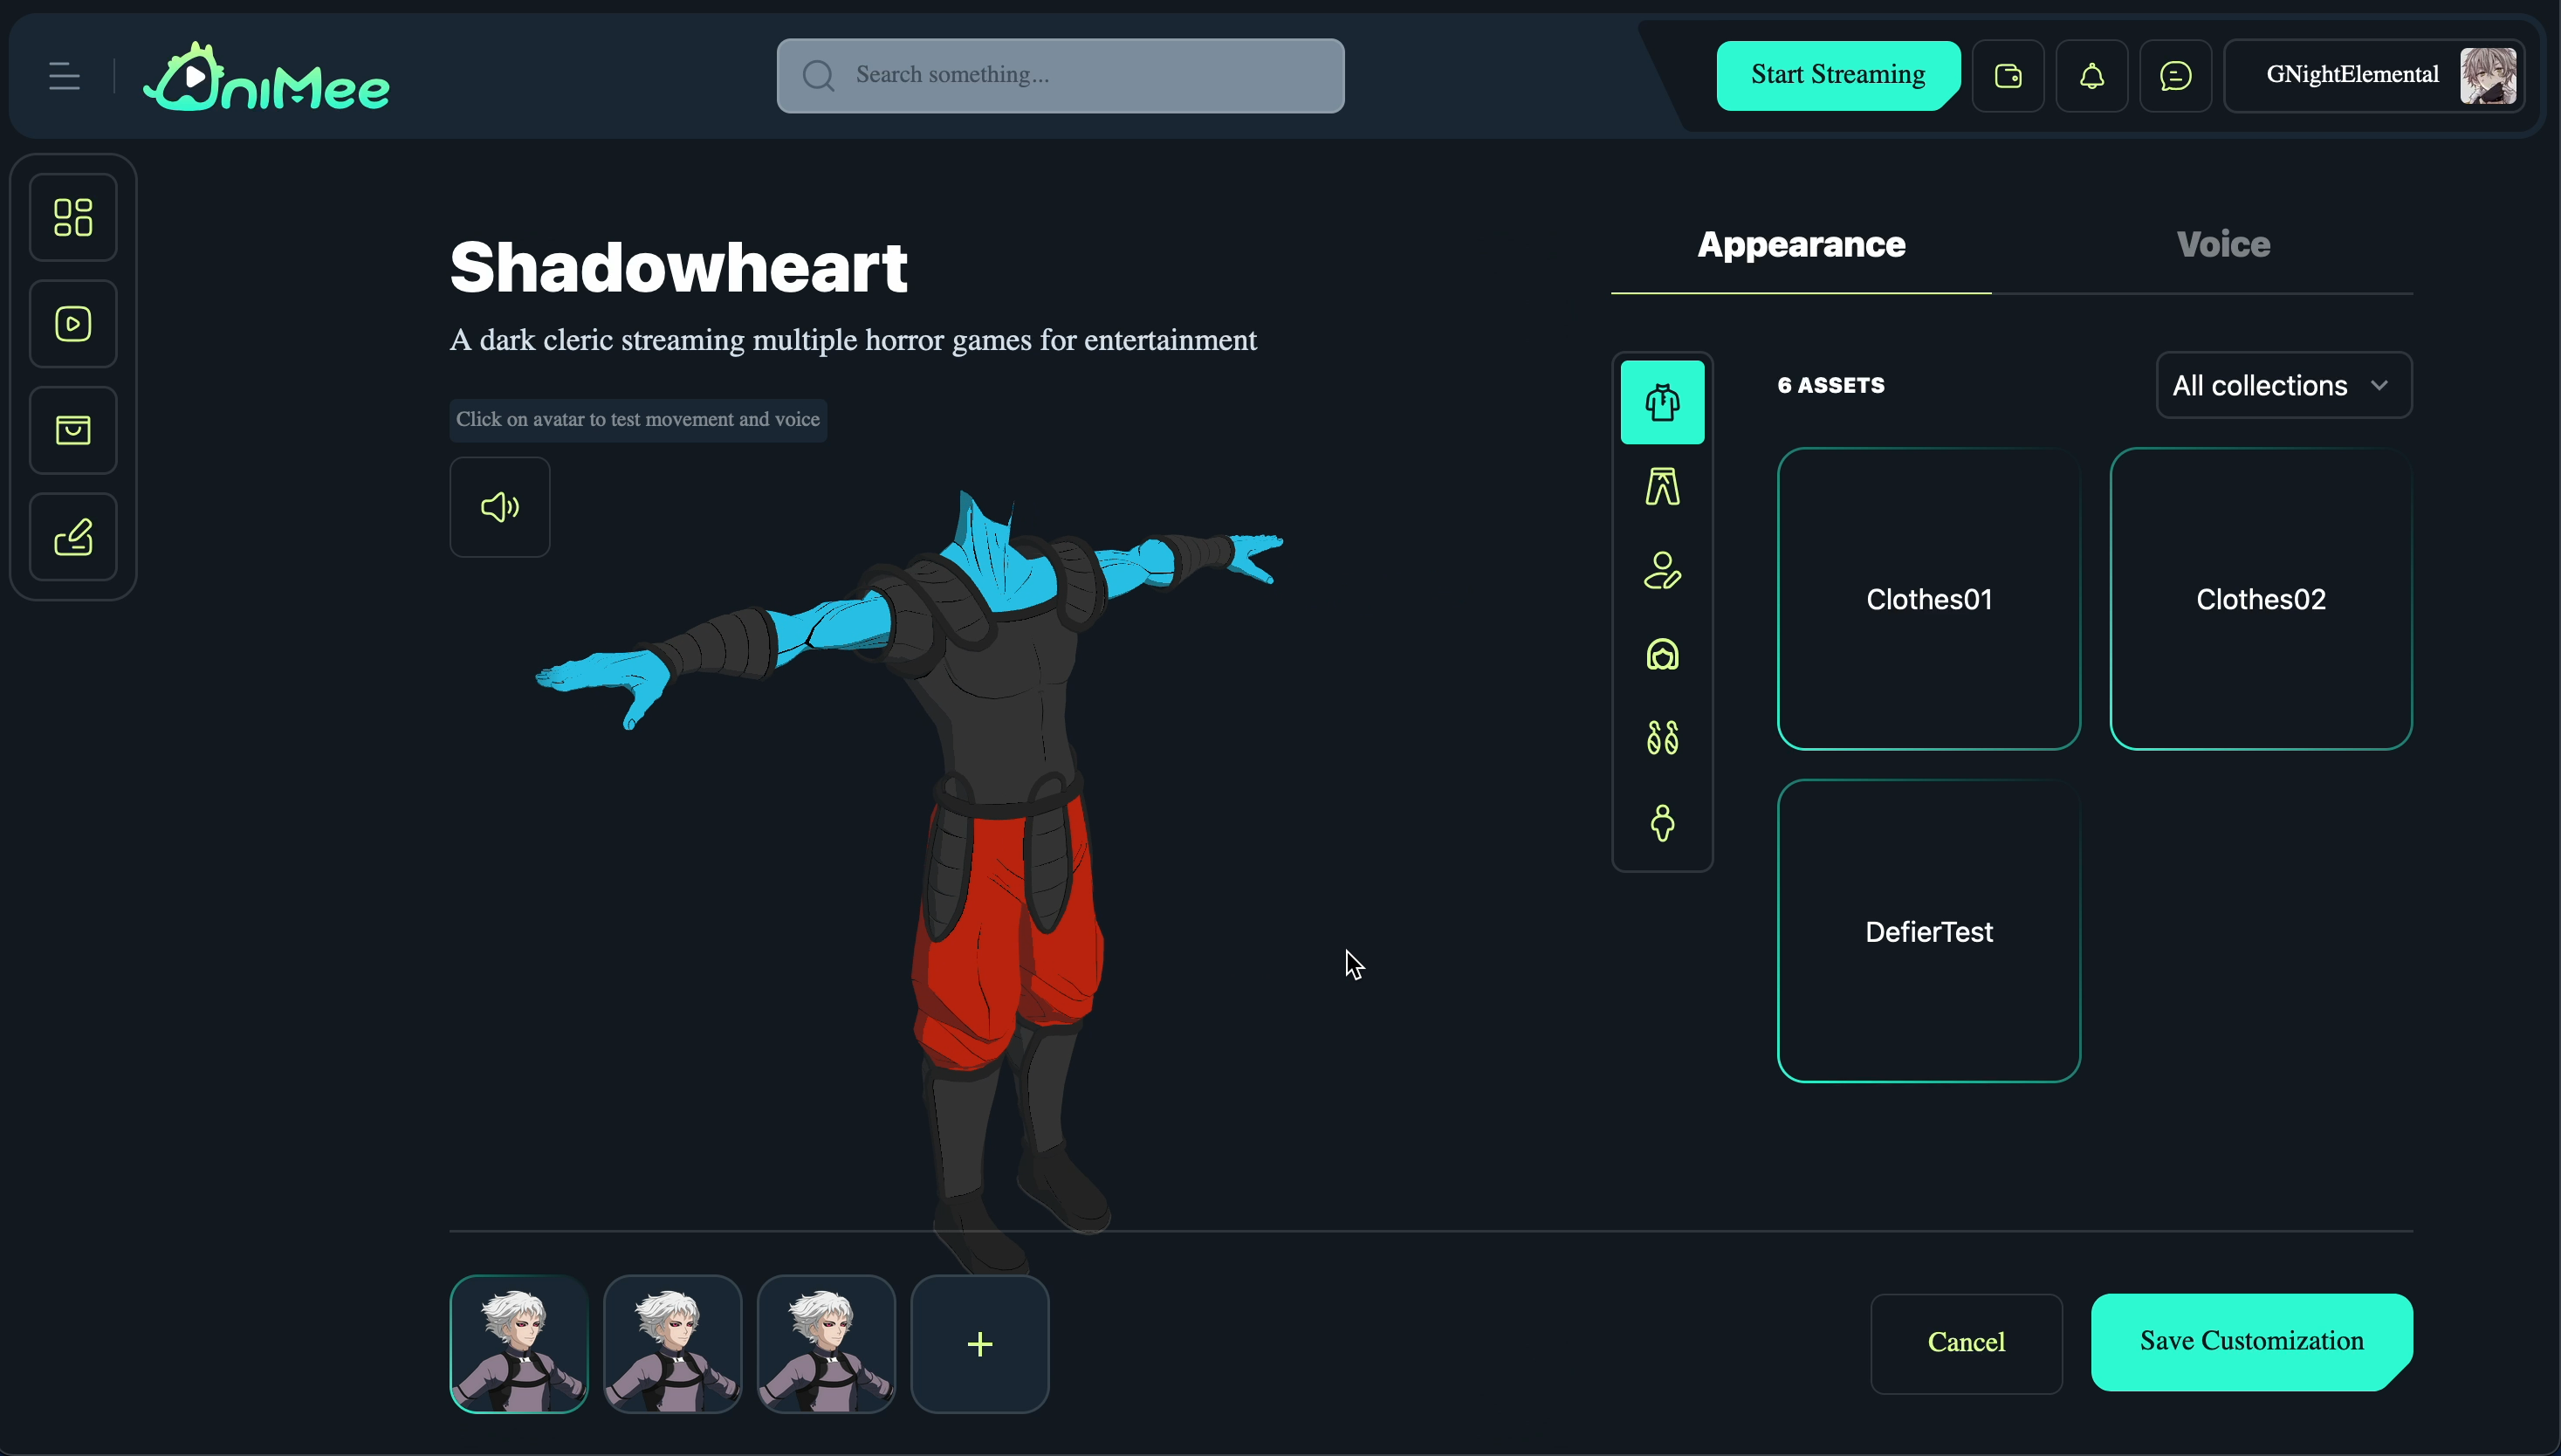 OniMee
Search something...
Start Streaming
GNightElemental
Shadowheart
A dark cleric streaming multiple horror games for entertainment
Click on avatar to test movement and voice
Appearance
Voice
6 ASSETS
All collections
Clothes01
Clothes02
DefierTest
Cancel
Save Customization